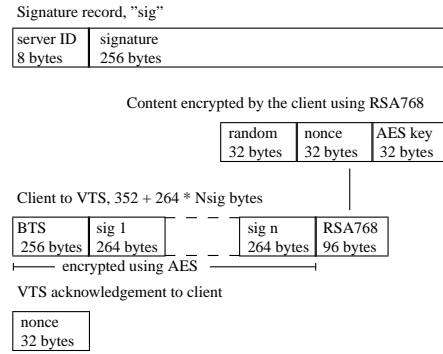 Signature record, ”sig”
server ID signature
8 bytes 256 bytes
Content encrypted by the client using RSA768
random nonce AES key
32 bytes 32 bytes 32 bytes
Client to VTS, 352 + 264 * Nsig bytes
BTS sig 1 sig n RSA768
256 bytes 264 bytes 264 bytes 96 bytes
encrypted using AES
VTS acknowledgement to client
nonce
32 bytes